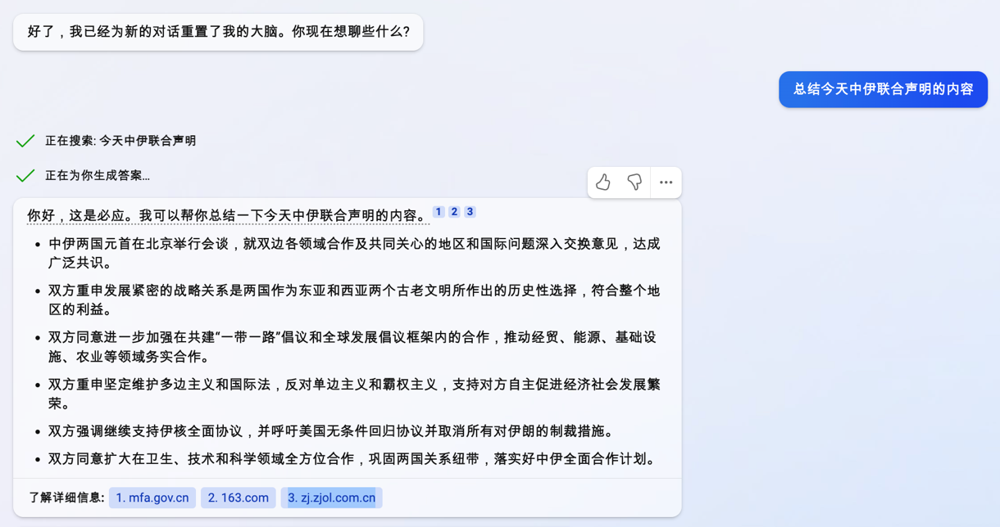 好了，我已经为新的对话重置了我的大脑。你现在想聊些什么?
总结今天中伊联合声明的内容
正在搜索: 今天中伊联合声明
正在为你生成答案...
你好，这是必应。我可以帮你总结一下今天中伊联合声明的内容。 1 2 3
• 中伊两国元首在北京举行会谈，就双边各领域合作及共同关心的地区和国际问题深入交换意见，达成
广泛共识。
• 双方重申发展紧密的战略关系是两国作为东亚和西亚两个古老文明所作出的历史性选择，符合整个地
区的利益。
• 双方同意进一步加强在共建“一带一路”倡议和全球发展倡议框架内的合作，推动经贸、能源、基础设
施、农业等领域务实合作。
• 双方重申坚定维护多边主义和国际法，反对单边主义和霸权主义，支持对方自主促进经济社会发展繁
荣。
• 双方强调继续支持伊核全面协议，并呼吁美国无条件回归协议并取消所有对伊朗的制裁措施。
• 双方同意扩大在卫生、技术和科学领域全方位合作，巩固两国关系纽带，落实好中伊全面合作计划。
了解详细信息: 1. mfa.gov.cn 2. 163.com 3. zj.zjol.com.cn